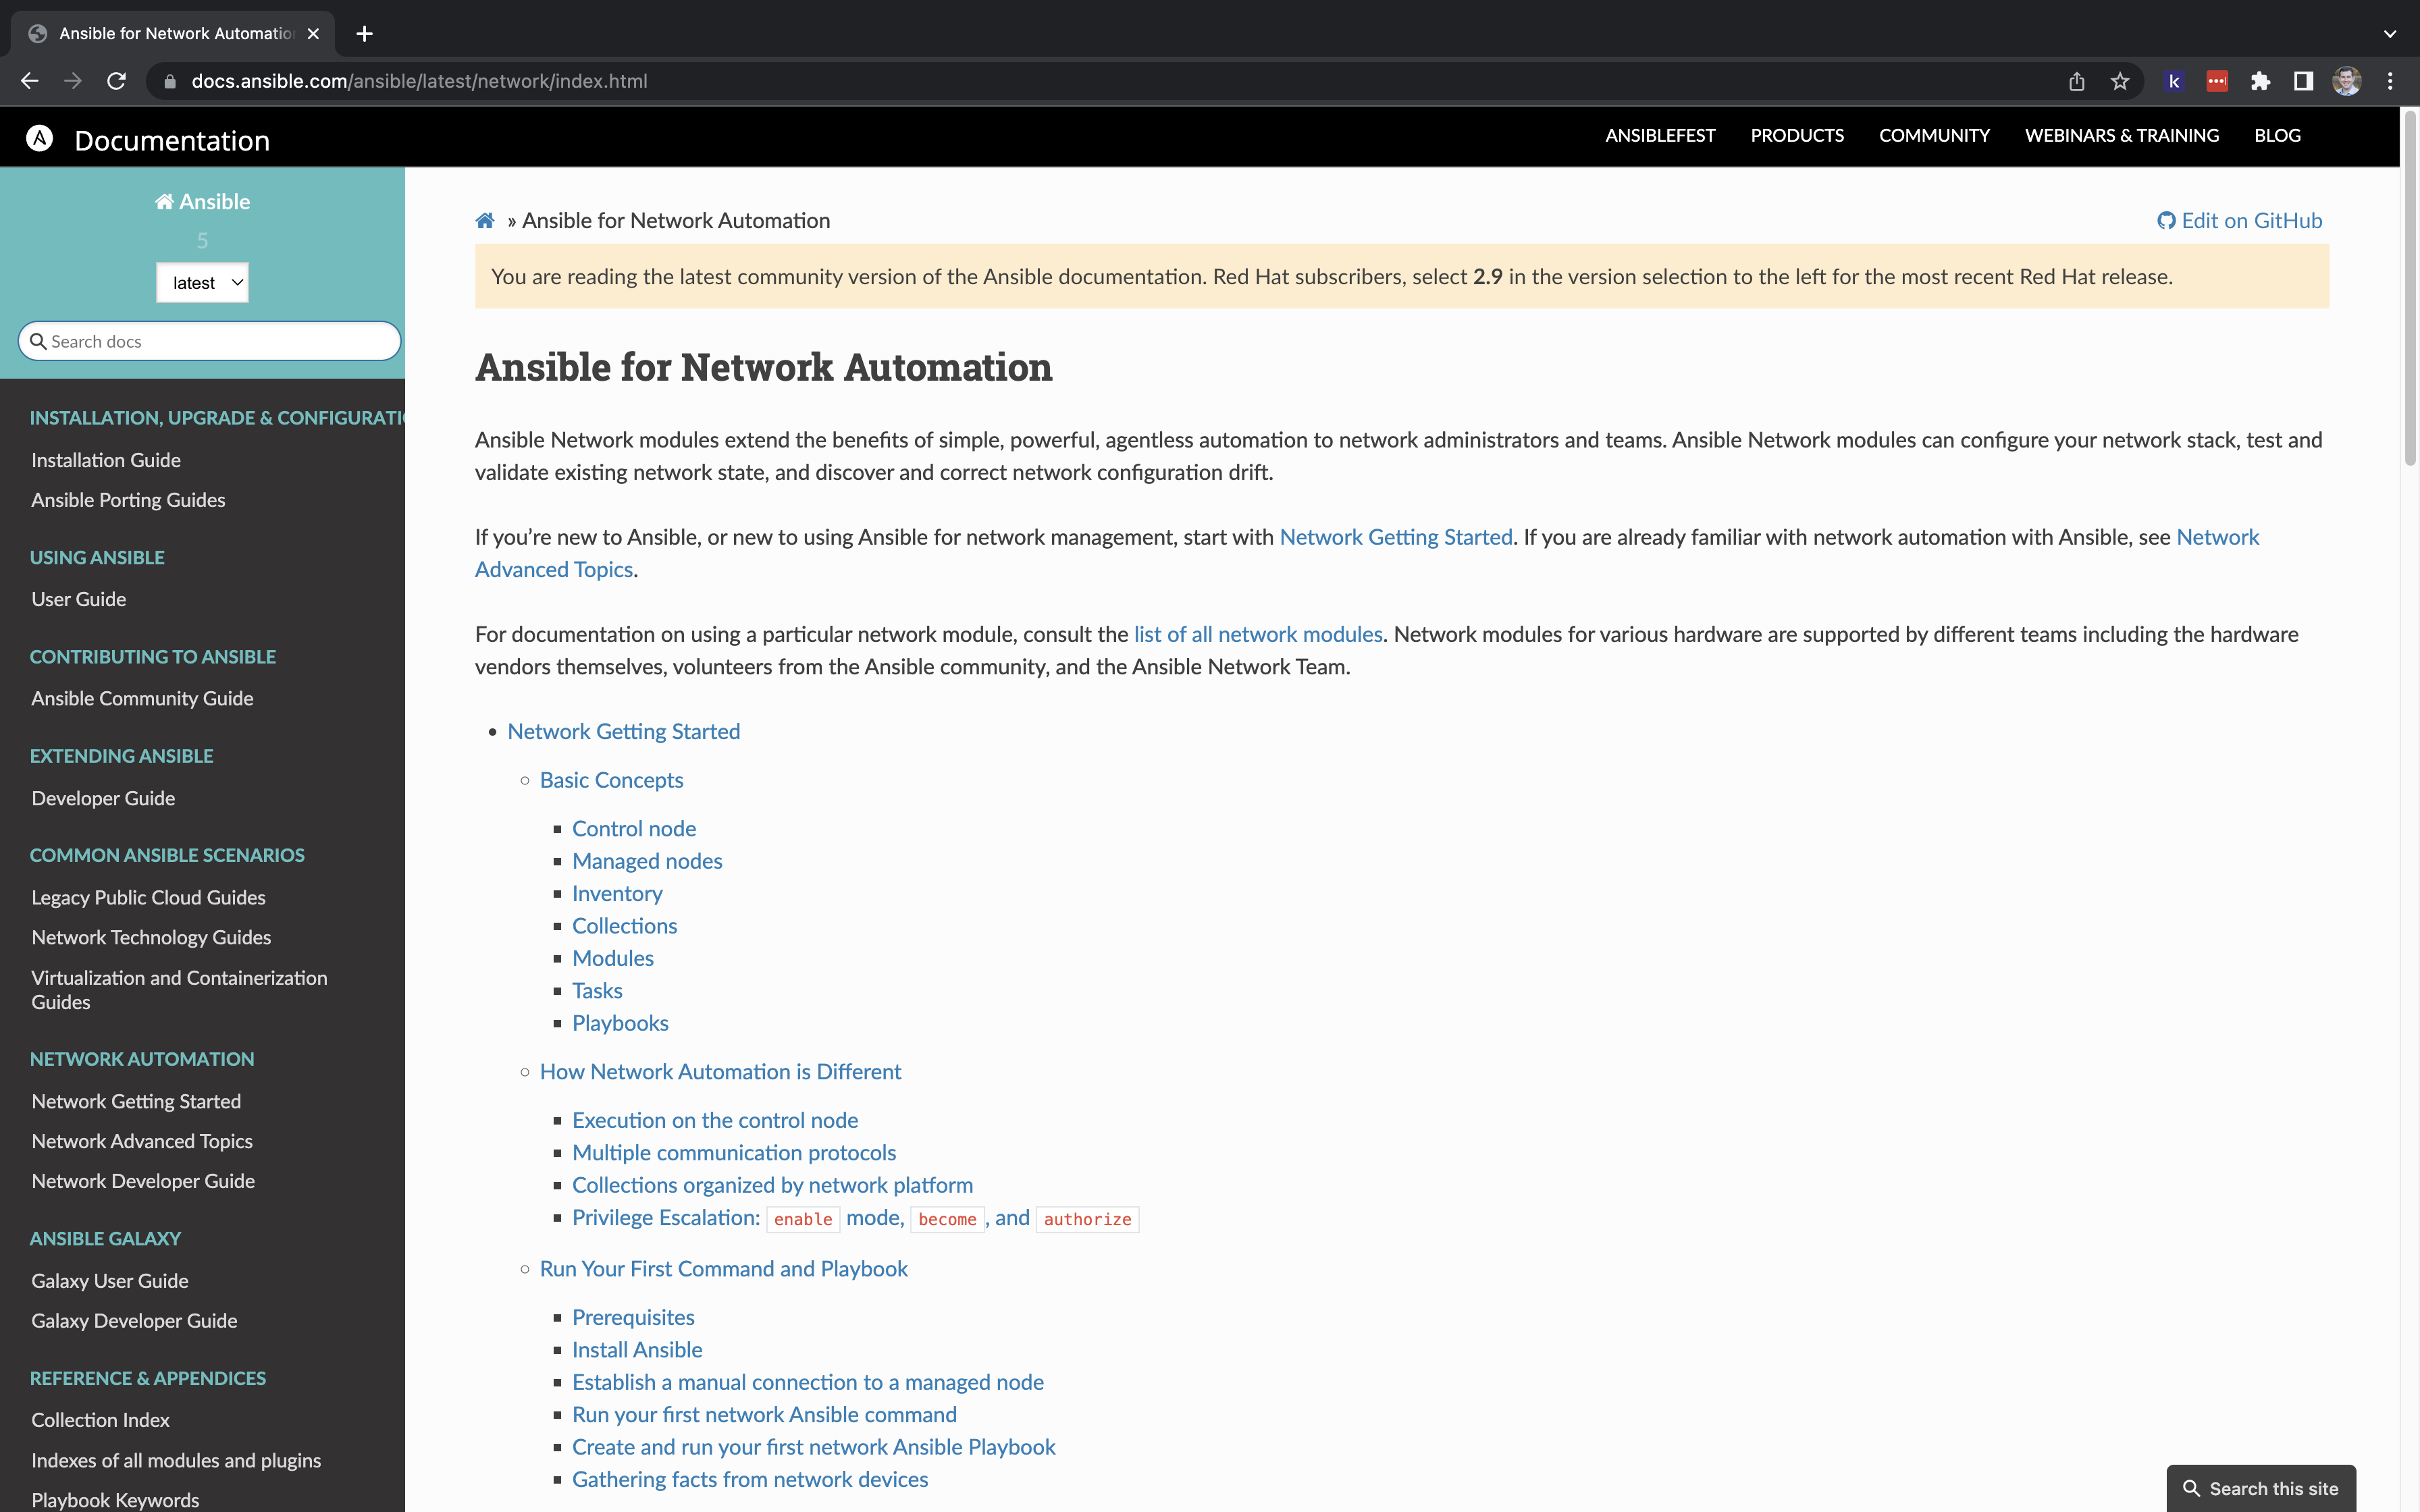 Ansible for Network Automatio
docs.ansible.com/ansible/latest/network/index.html
k
Documentation
ANSIBLEFEST
PRODUCTS
COMMUNITY
WEBINARS & TRAINING
BLOG
Ansible
5
latest
Search docs
INSTALLATION, UPGRADE & CONFIGURATI
Installation Guide
Ansible Porting Guides
USING ANSIBLE
User Guide
CONTRIBUTING TO ANSIBLE
Ansible Community Guide
EXTENDING ANSIBLE
Developer Guide
COMMON ANSIBLE SCENARIOS
Legacy Public Cloud Guides
Network Technology Guides
Virtualization and Containerization
Guides
NETWORK AUTOMATION
Network Getting Started
Network Advanced Topics
Network Developer Guide
ANSIBLE GALAXY
Galaxy User Guide
Galaxy Developer Guide
REFERENCE & APPENDICES
Collection Index
Indexes of all modules and plugins
Playbook Keywords
» Ansible for Network Automation
Edit on GitHub
You are reading the latest community version of the Ansible documentation. Red Hat subscribers, select 2.9 in the version selection to the left for the most recent Red Hat release.
Ansible for Network Automation
Ansible Network modules extend the benefits of simple, powerful, agentless automation to network administrators and teams. Ansible Network modules can configure your network stack, test and
validate existing network state, and discover and correct network configuration drift.
If you’re new to Ansible, or new to using Ansible for network management, start with Network Getting Started. If you are already familiar with network automation with Ansible, see Network
Advanced Topics.
For documentation on using a particular network module, consult the list of all network modules. Network modules for various hardware are supported by different teams including the hardware
vendors themselves, volunteers from the Ansible community, and the Ansible Network Team.
• Network Getting Started
○ Basic Concepts
▪ Control node
▪ Managed nodes
▪ Inventory
▪ Collections
▪ Modules
▪ Tasks
▪ Playbooks
○ How Network Automation is Different
▪ Execution on the control node
▪ Multiple communication protocols
▪ Collections organized by network platform
▪ Privilege Escalation: enable mode, become, and authorize
○ Run Your First Command and Playbook
▪ Prerequisites
▪ Install Ansible
▪ Establish a manual connection to a managed node
▪ Run your first network Ansible command
▪ Create and run your first network Ansible Playbook
▪ Gathering facts from network devices
Search this site